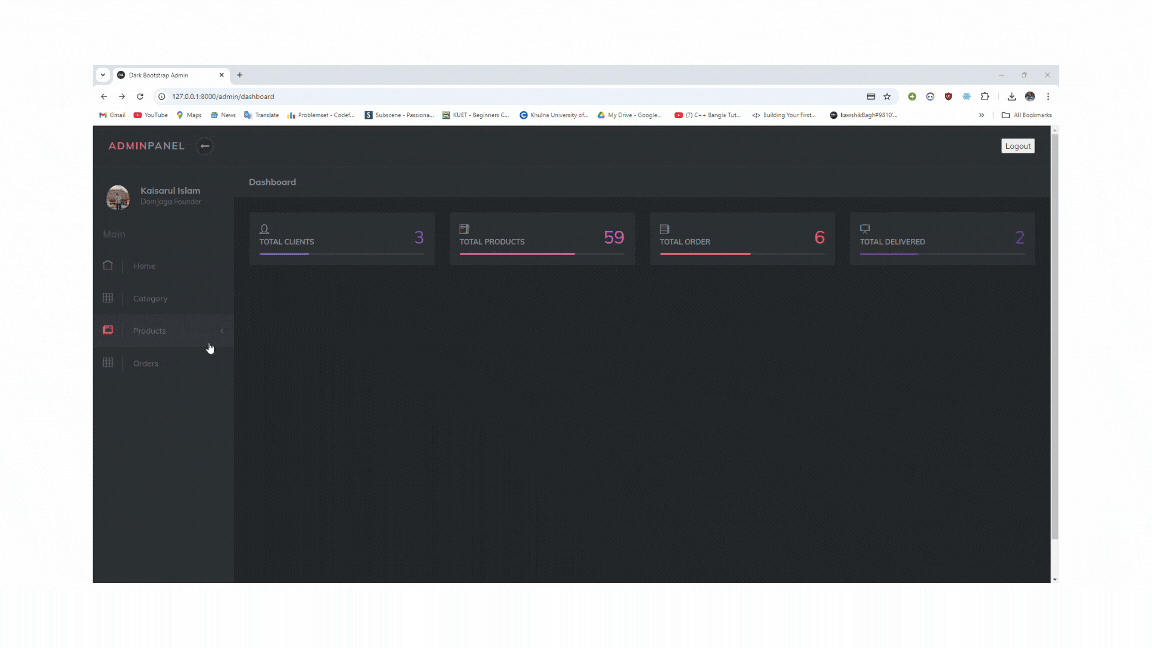 Dark Bootstrap Admin
127.0.0.1:8000/admin/dashboard
Gmail YouTube Maps News Translate Problemset - Codef... Subscene - Passiona... KUET - Beginners C... Khulna University of... My Drive - Google... (7) C++ Bangla Tut... Building Your First... All Bookmarks
ADMINPANEL Logout
Kaisarul Islam
Damjaga Founder
Dashboard
Main
TOTAL CLIENTS 3
TOTAL PRODUCTS 59
TOTAL ORDER 6
TOTAL DELIVERED 2
Home
Category
Products
Orders